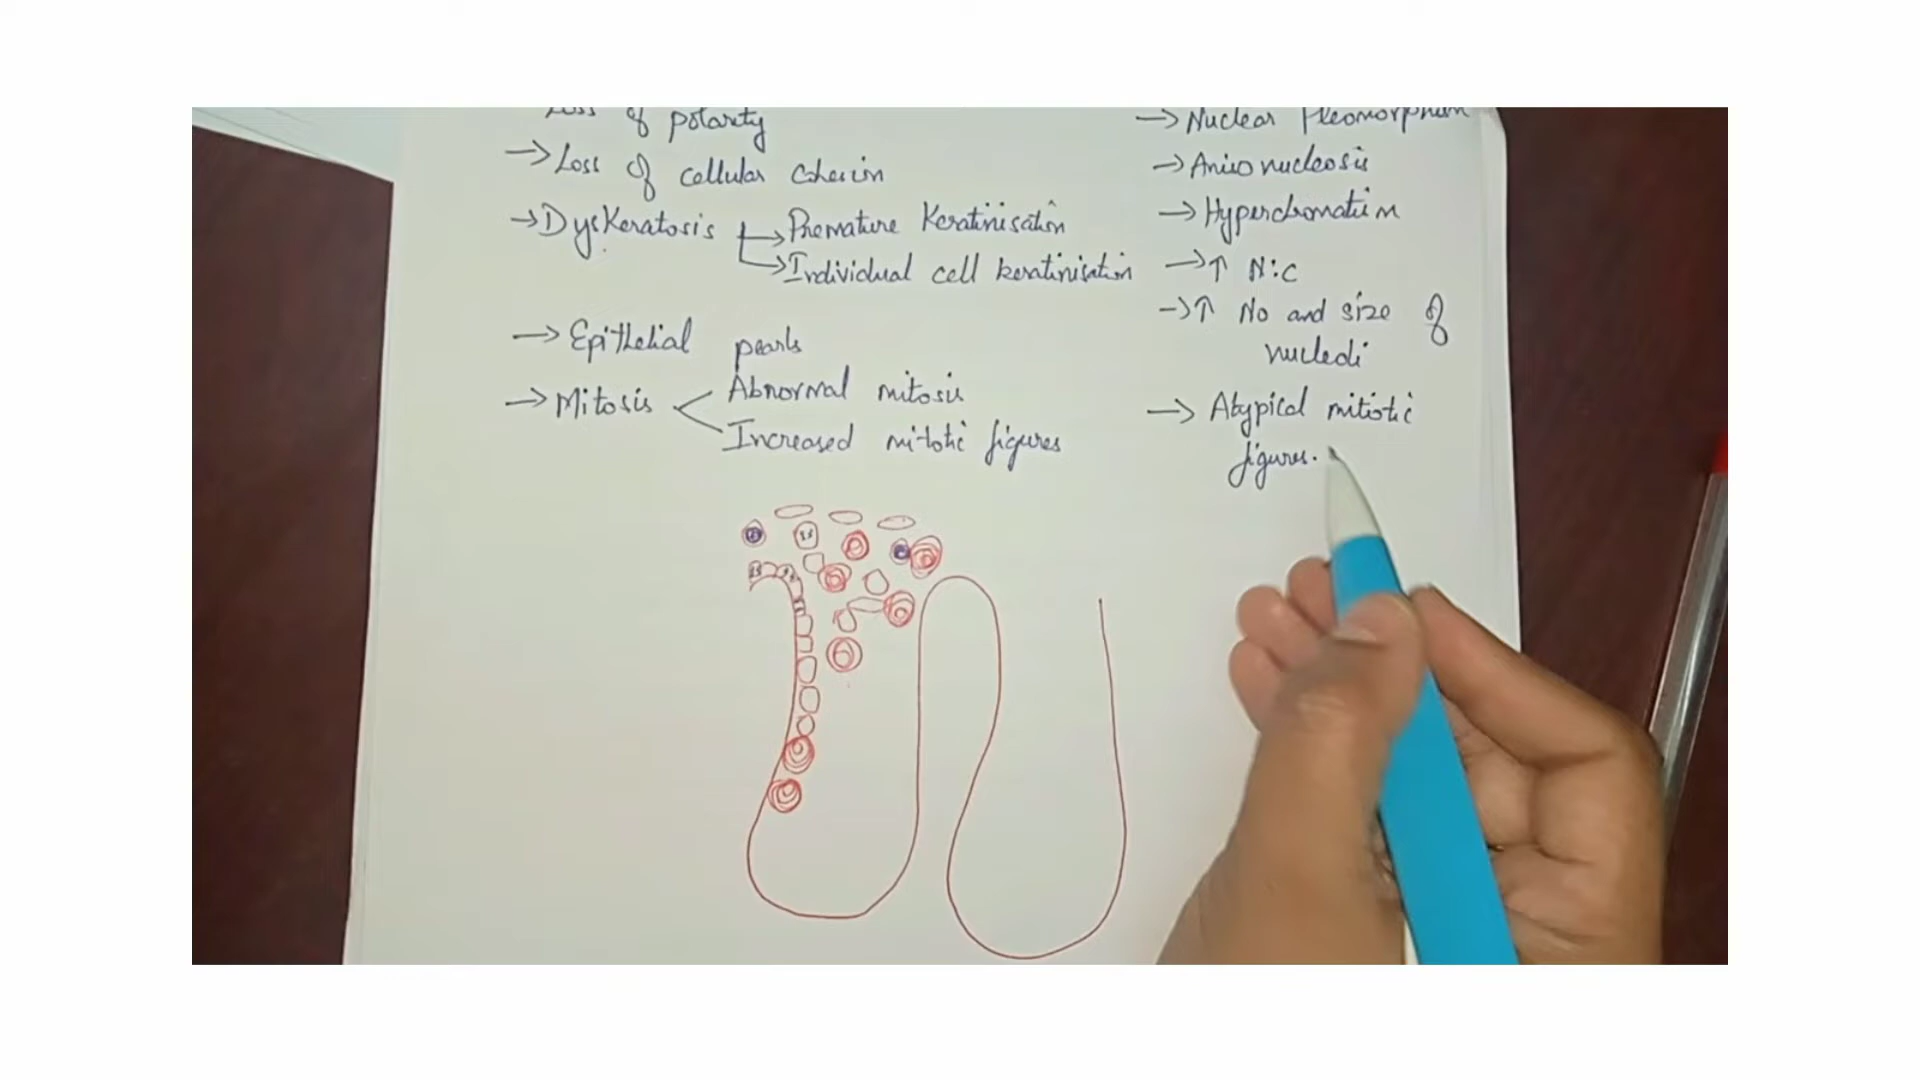 Loss of polarity
→ Loss of cellular cohesion
→ Dyskeratosis → Premature Keratinisation
→ Individual cell keratinisation
→ Epithelial pearls
→ Mitosis < Abnormal mitosis
Increased mitotic figures
→ Nuclear Pleomorphism
→ Anisonucleosis
→ Hyperchromatism
→ ↑ N:C
→ ↑ No and size of
nucleoli
→ Atypical mitiotic
figures.